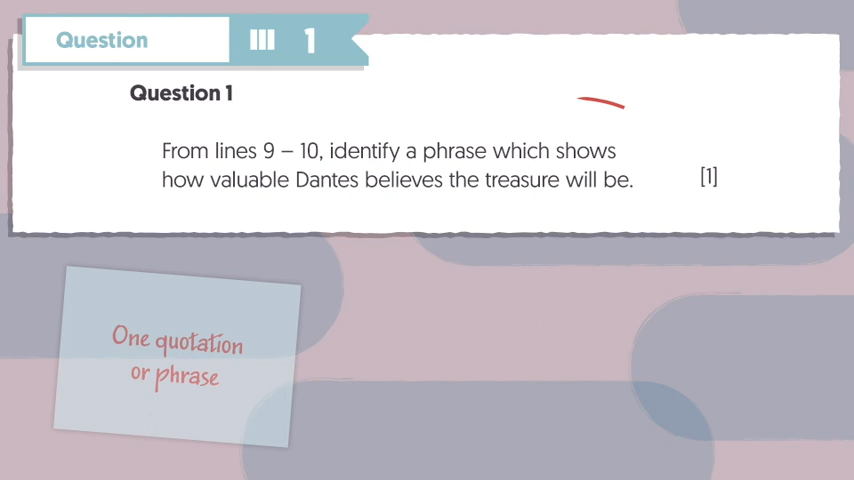 Question 1
Question 1
From lines 9 – 10, identify a phrase which shows
how valuable Dantes believes the treasure will be. [1]
One quotation
or phrase